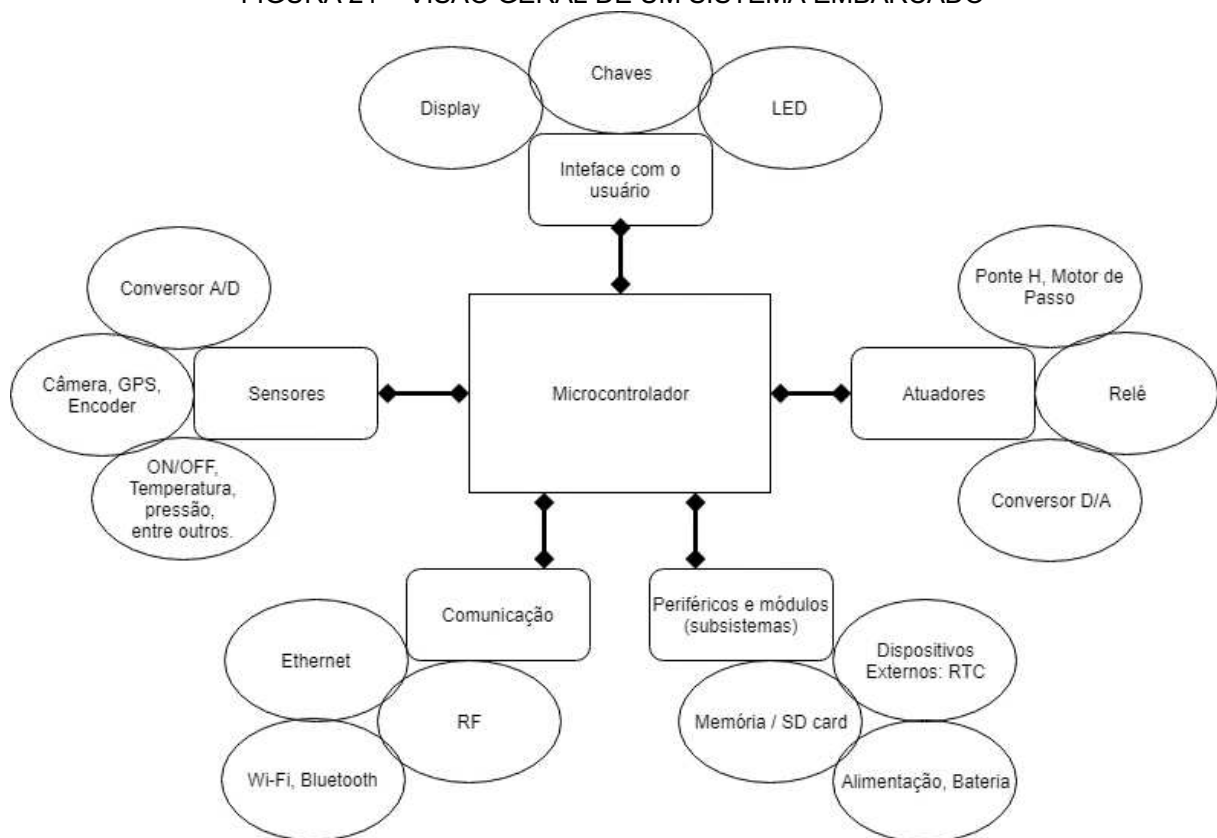 Chaves
Display
LED
Inteface com o
usuário
Conversor A/D
Ponte H, Motor de
Passo
Câmera, GPS,
Encoder
Sensores
Microcontrolador
Atuadores
Relê
ON/OFF,
Temperatura,
pressão,
entre outros.
Conversor D/A
Comunicação
Periféricos e módulos
(subsistemas)
Ethernet
Dispositivos
Externos: RTC
RF
Memória / SD card
Wi-Fi, Bluetooth
Alimentação, Bateria